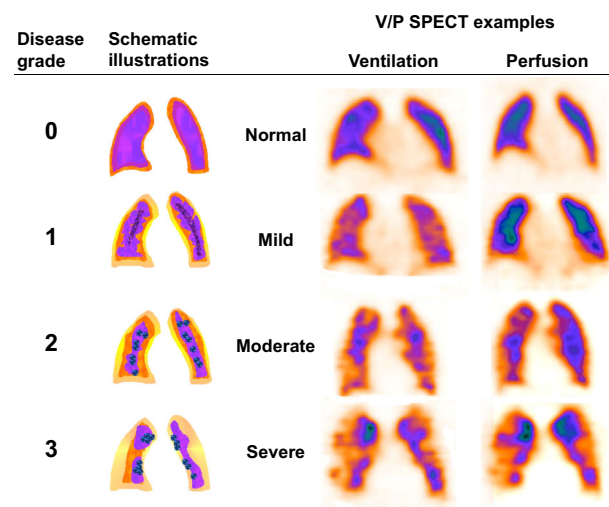 V/P SPECT examples
Disease grade
Schematic illustrations
Ventilation
Perfusion
0
Normal
1
Mild
2
Moderate
3
Severe